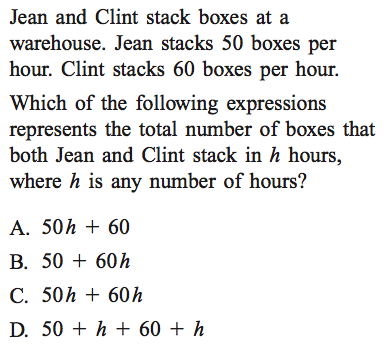 Jean and Clint stack boxes at a
warehouse. Jean stacks 50 boxes per
hour. Clint stacks 60 boxes per hour.
Which of the following expressions
represents the total number of boxes that
both Jean and Clint stack in h hours,
where h is any number of hours?
A. 50h + 60
B. 50 + 60h
C. 50h + 60h
D. 50 + h + 60 + h